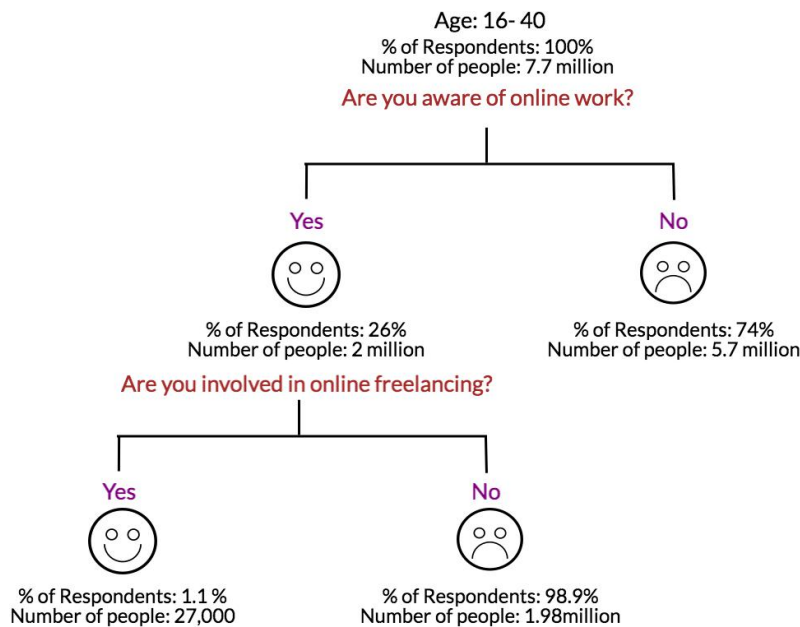 Age: 16- 40
% of Respondents: 100%
Number of people: 7.7 million
Are you aware of online work?
Yes
No
% of Respondents: 26%
Number of people: 2 million
% of Respondents: 74%
Number of people: 5.7 million
Are you involved in online freelancing?
Yes
No
% of Respondents: 1.1 %
Number of people: 27,000
% of Respondents: 98.9%
Number of people: 1.98million